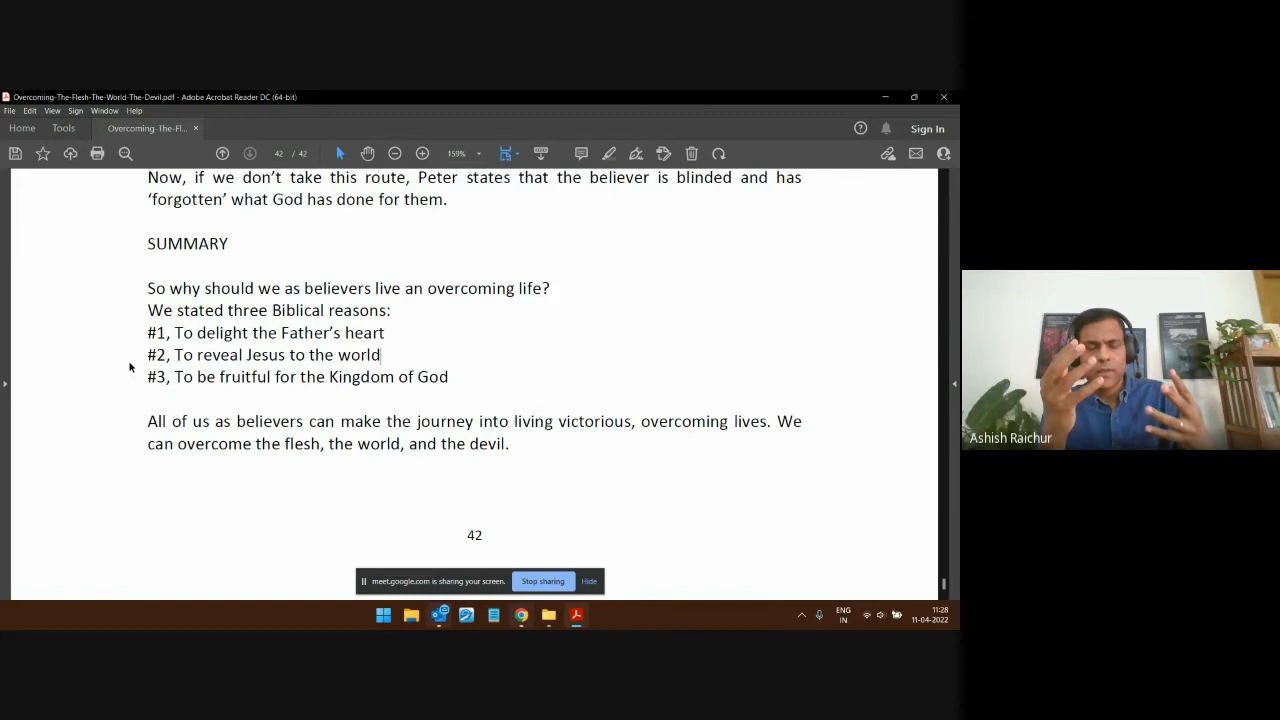 Overcoming-The-Flesh-The-World-The-Devil.pdf - Adobe Acrobat Reader DC (64-bit)
File Edit View Sign Window Help
Home Tools Overcoming-The-Fl... × Sign In
42 / 42 159%
Now, if we don’t take this route, Peter states that the believer is blinded and has
‘forgotten’ what God has done for them.
SUMMARY
So why should we as believers live an overcoming life?
We stated three Biblical reasons:
#1, To delight the Father’s heart
#2, To reveal Jesus to the world
#3, To be fruitful for the Kingdom of God
All of us as believers can make the journey into living victorious, overcoming lives. We
can overcome the flesh, the world, and the devil.
42
meet.google.com is sharing your screen. Stop sharing Hide
ENG
IN
11:28
11-04-2022
Ashish Raichur